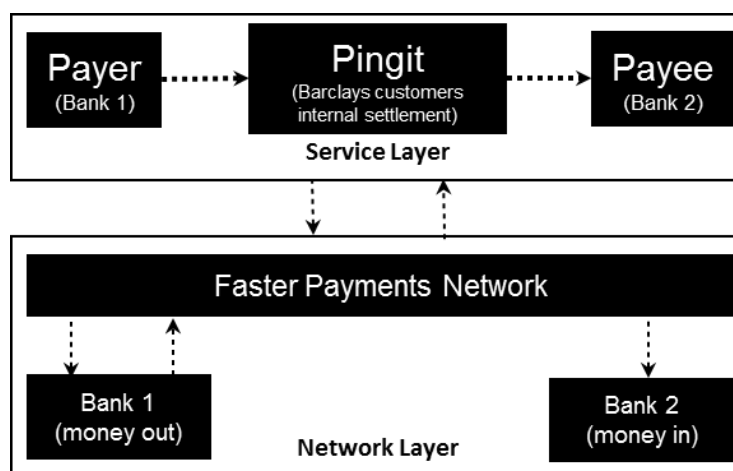 Payer
(Bank 1)
Pingit
(Barclays customers
internal settlement)
Payee
(Bank 2)
Service Layer
Faster Payments Network
Bank 1
(money out)
Bank 2
(money in)
Network Layer